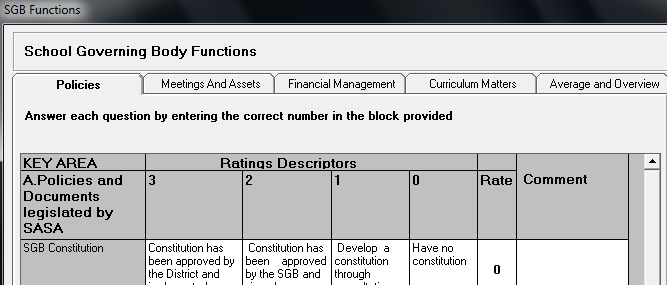 SGB Functions
School Governing Body Functions
Policies Meetings And Assets Financial Management Curriculum Matters Average and Overview
Answer each question by entering the correct number in the block provided
KEY AREA Ratings Descriptors
A.Policies and Documents legislated by SASA 3 2 1 0 Rate Comment
SGB Constitution Constitution has Constitution has Develop a Have no
been approved by been approved constitution constitution
the District and by the SGB and through 0